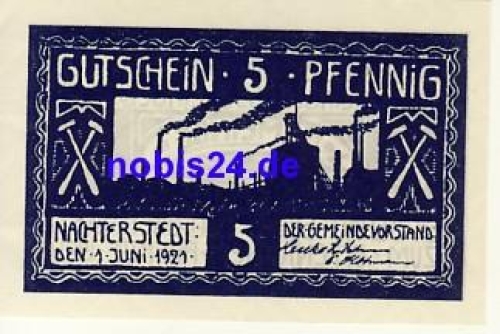 GUTSCHEIN · 5 · PFENNIG
nobis24.de
NACHTERSTEDT:
DEN · 1 · JUNI · 1921 ·
5
DER · GEMEINDEVORSTAND